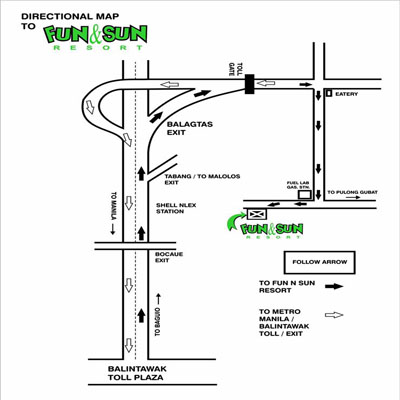 DIRECTIONAL MAP
TO FUN & SUN
RESORT
TOLL
GATE
EATERY
BALAGTAS
EXIT
TABANG / TO MALOLOS
EXIT
FUEL LAB
GAS. STN.
TO PULONG GUBAT
TO MANILA
SHELL NLEX
STATION
FUN & SUN
RESORT
BOCAUE
EXIT
FOLLOW ARROW
TO FUN N SUN
RESORT
TO BAGUIO
TO METRO
MANILA /
BALINTAWAK
TOLL / EXIT
BALINTAWAK
TOLL PLAZA